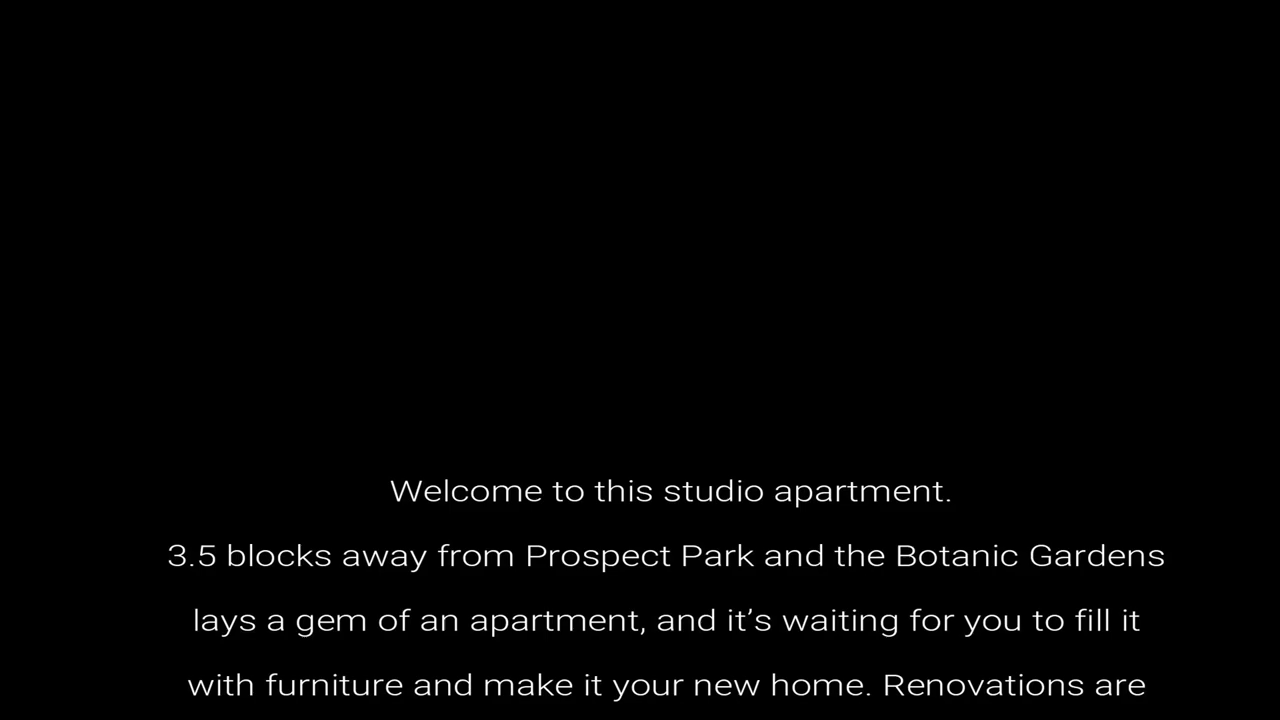 Welcome to this studio apartment.
3.5 blocks away from Prospect Park and the Botanic Gardens
lays a gem of an apartment, and it’s waiting for you to fill it
with furniture and make it your new home. Renovations are